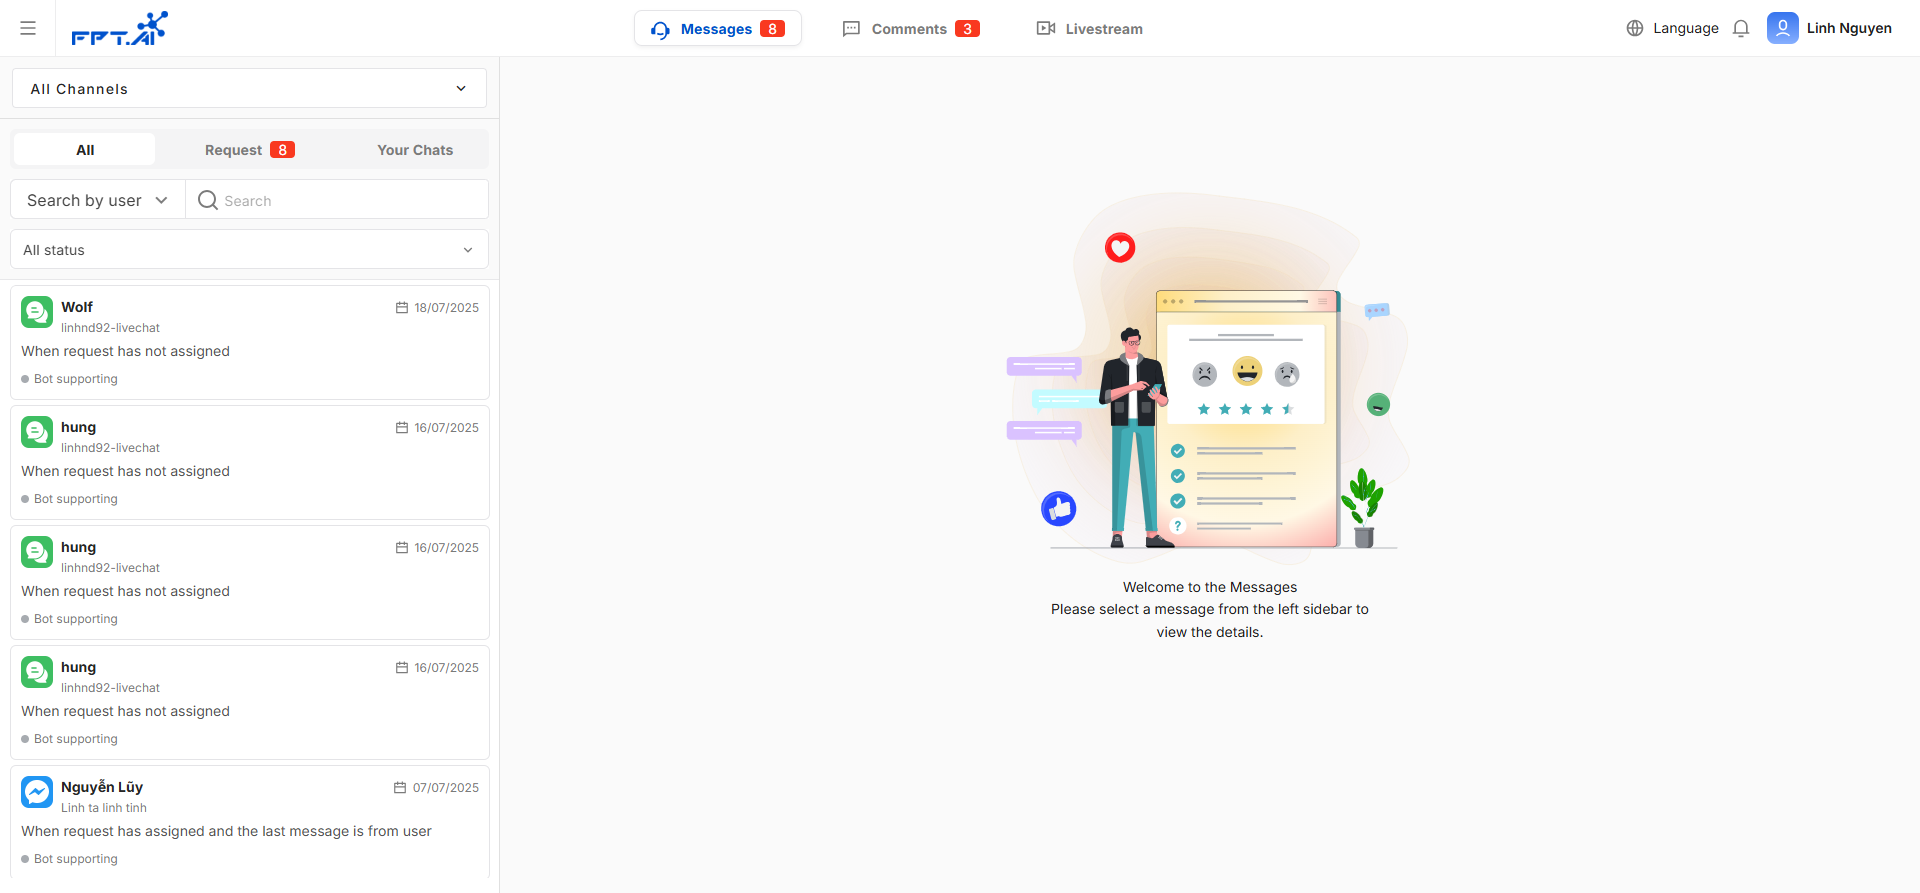 FPT.AI
Messages 8
Comments 3
Livestream
Language
Linh Nguyen
All Channels
All
Request 8
Your Chats
Search by user
Search
All status
Wolf
18/07/2025
linhnd92-livechat
When request has not assigned
Bot supporting
hung
16/07/2025
linhnd92-livechat
When request has not assigned
Bot supporting
hung
16/07/2025
linhnd92-livechat
When request has not assigned
Bot supporting
hung
16/07/2025
linhnd92-livechat
When request has not assigned
Bot supporting
Nguyễn Lũy
07/07/2025
Linh ta linh tinh
When request has assigned and the last message is from user
Bot supporting
?
Welcome to the Messages
Please select a message from the left sidebar to
view the details.